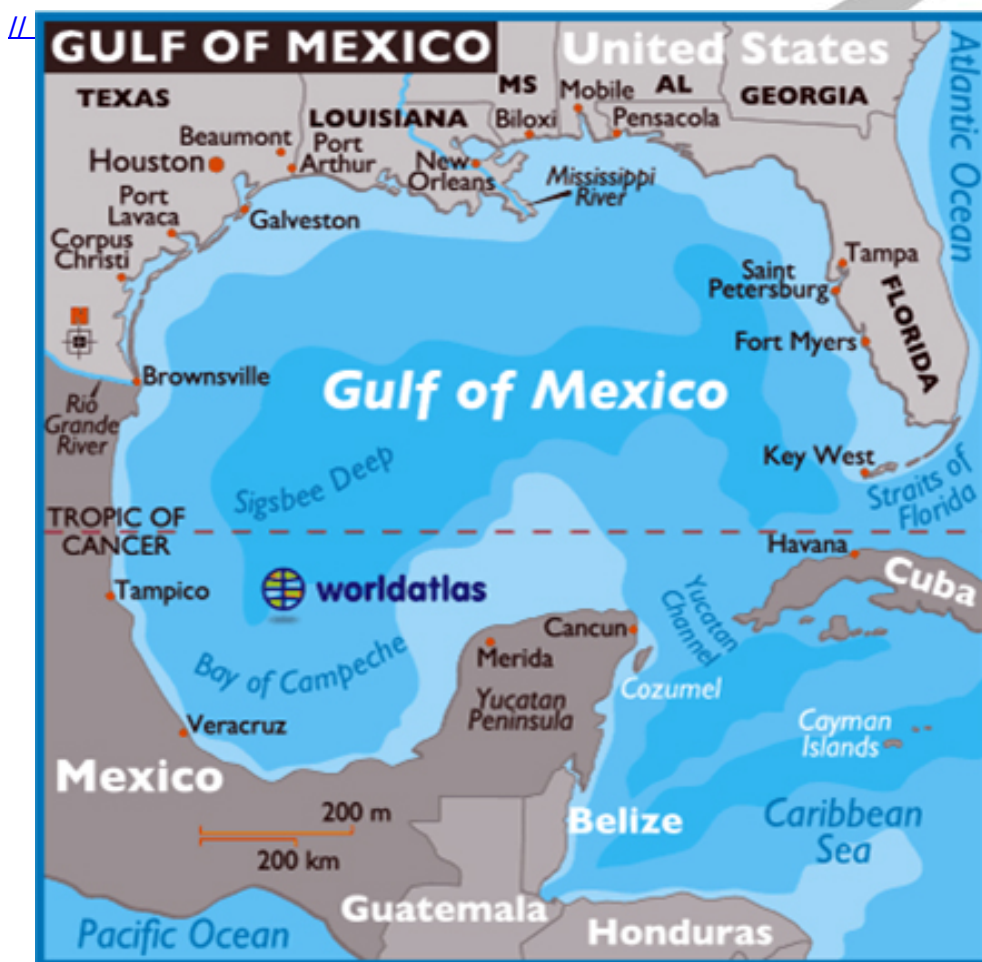 //
GULF OF MEXICO
United States
Atlantic Ocean
TEXAS
LOUISIANA
MS
AL
GEORGIA
Mobile
Biloxi
Pensacola
Beaumont
Houston
Port
Arthur
New
Orleans
Mississippi
River
Port
Lavaca
Galveston
Corpus
Christi
Tampa
Saint
Petersburg
FLORIDA
N
Fort Myers
Brownsville
Gulf of Mexico
Rio
Grande
River
Key West
Sigsbee Deep
Straits of
Florida
TROPIC OF
CANCER
Havana
Cuba
Tampico
worldatlas
Yucatan
Channel
Cancun
Merida
Bay of Campeche
Cozumel
Yucatan
Peninsula
Veracruz
Cayman
Islands
Mexico
200 m
200 km
Belize
Caribbean
Sea
Guatemala
Honduras
Pacific Ocean